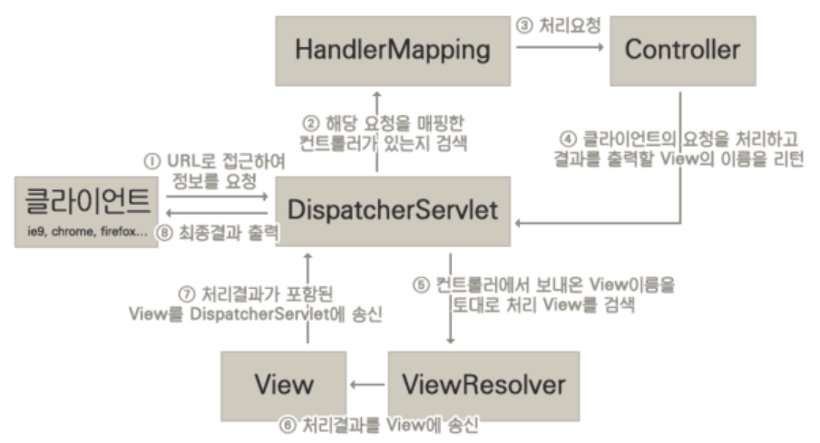 ③ 처리요청
HandlerMapping
Controller
② 해당 요청을 매핑한
컨트롤러가 있는지 검색
④ 클라이언트의 요청을 처리하고
결과를 출력할 View의 이름을 리턴
① URL로 접근하여
정보를 요청
클라이언트
ie9, chrome, firefox...
DispatcherServlet
⑧ 최종결과 출력
⑦ 처리결과가 포함된
View를 DispatcherServlet에 송신
⑤ 컨트롤러에서 보내온 View이름을
토대로 처리 View를 검색
View
ViewResolver
⑥ 처리결과를 View에 송신